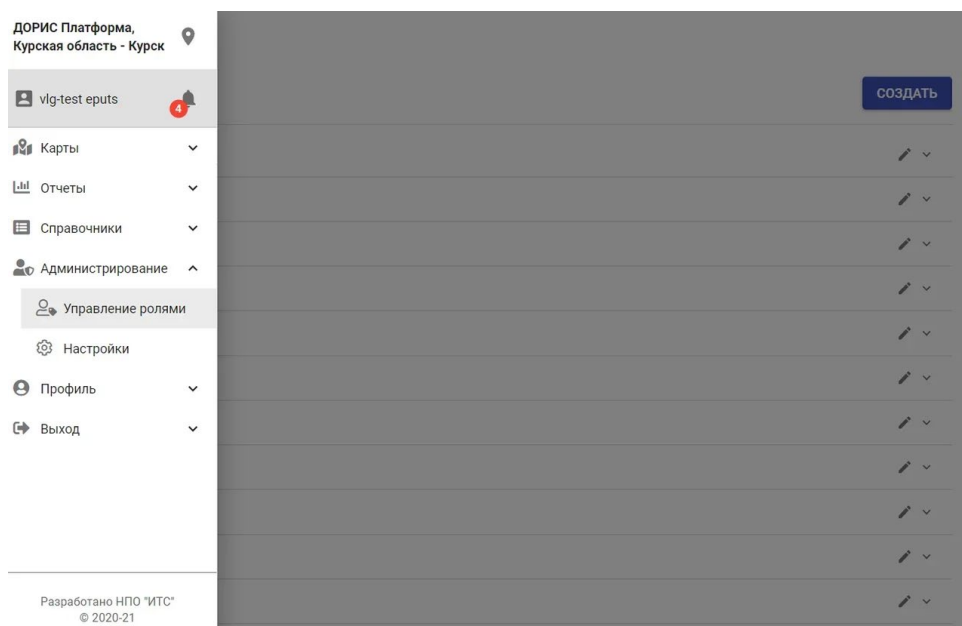 ДОРИС Платформа,
Курская область - Курск
vlg-test eputs
4
СОЗДАТЬ
Карты
Отчеты
Справочники
Администрирование
Управление ролями
Настройки
Профиль
Выход
Разработано НПО "ИТС"
© 2020-21